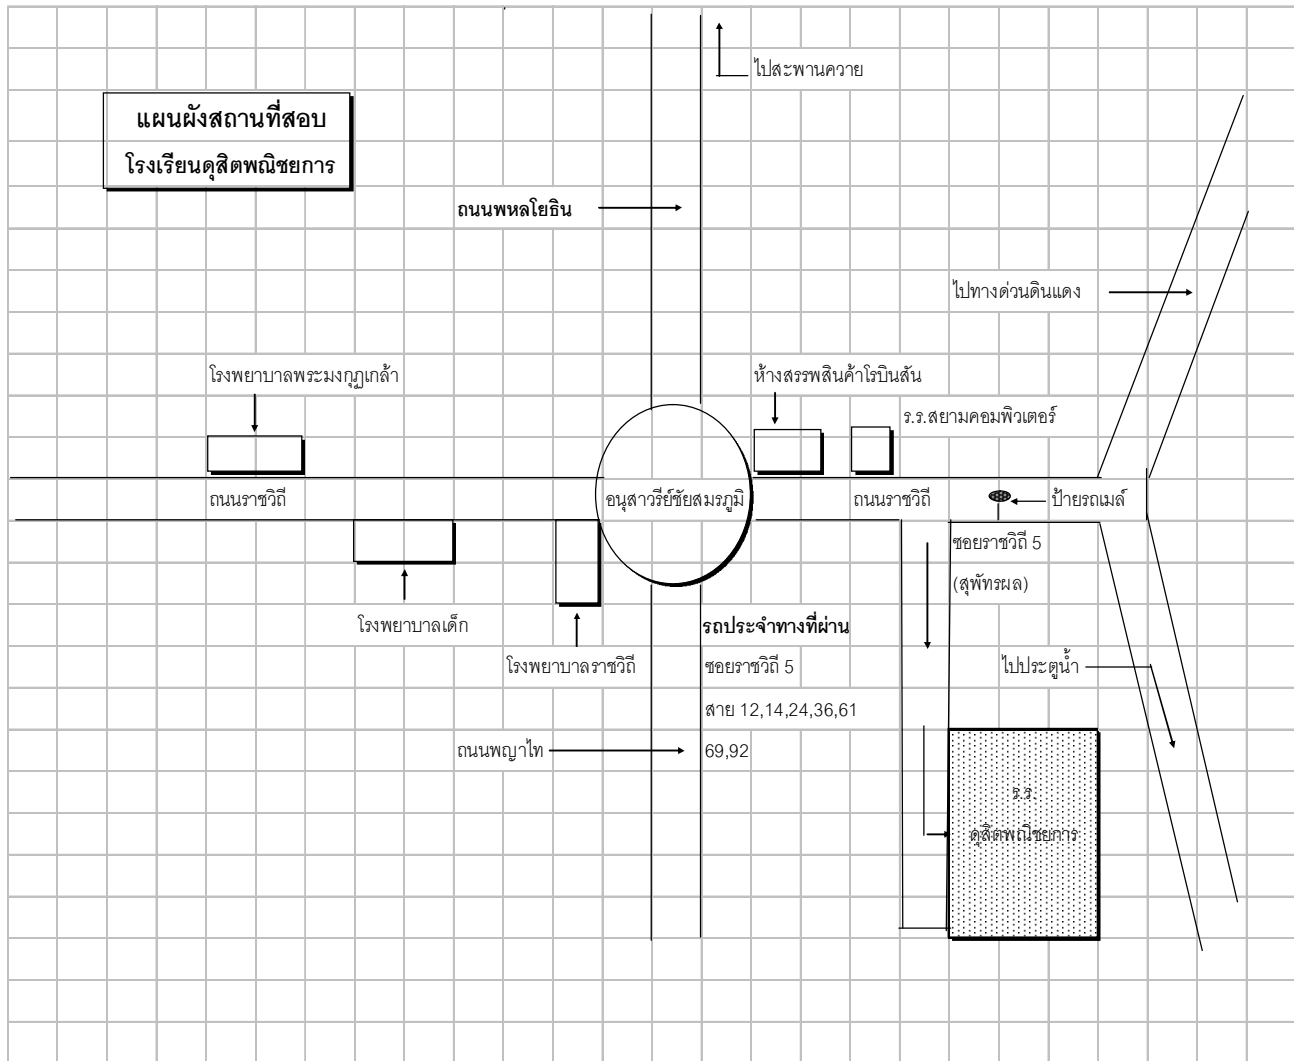 ไปสะพานควาย
แผนผังสถานที่สอบ
โรงเรียนดุสิตพณิชยการ
ถนนพหลโยธิน
ไปทางด่วนดินแดง
โรงพยาบาลพระมงกุฎเกล้า
ห้างสรรพสินค้าโรบินสัน
ร.ร.สยามคอมพิวเตอร์
ถนนราชวิถี
อนุสาวรีย์ชัยสมรภูมิ
ถนนราชวิถี
ป้ายรถเมล์
ซอยราชวิถี 5
(สุพัทรผล)
โรงพยาบาลเด็ก
รถประจำทางที่ผ่าน
โรงพยาบาลราชวิถี
ซอยราชวิถี 5
ไปประตูน้ำ
สาย 12,14,24,36,61
ถนนพญาไท
69,92
ร.ร.
ดุสิตพณิชยการ